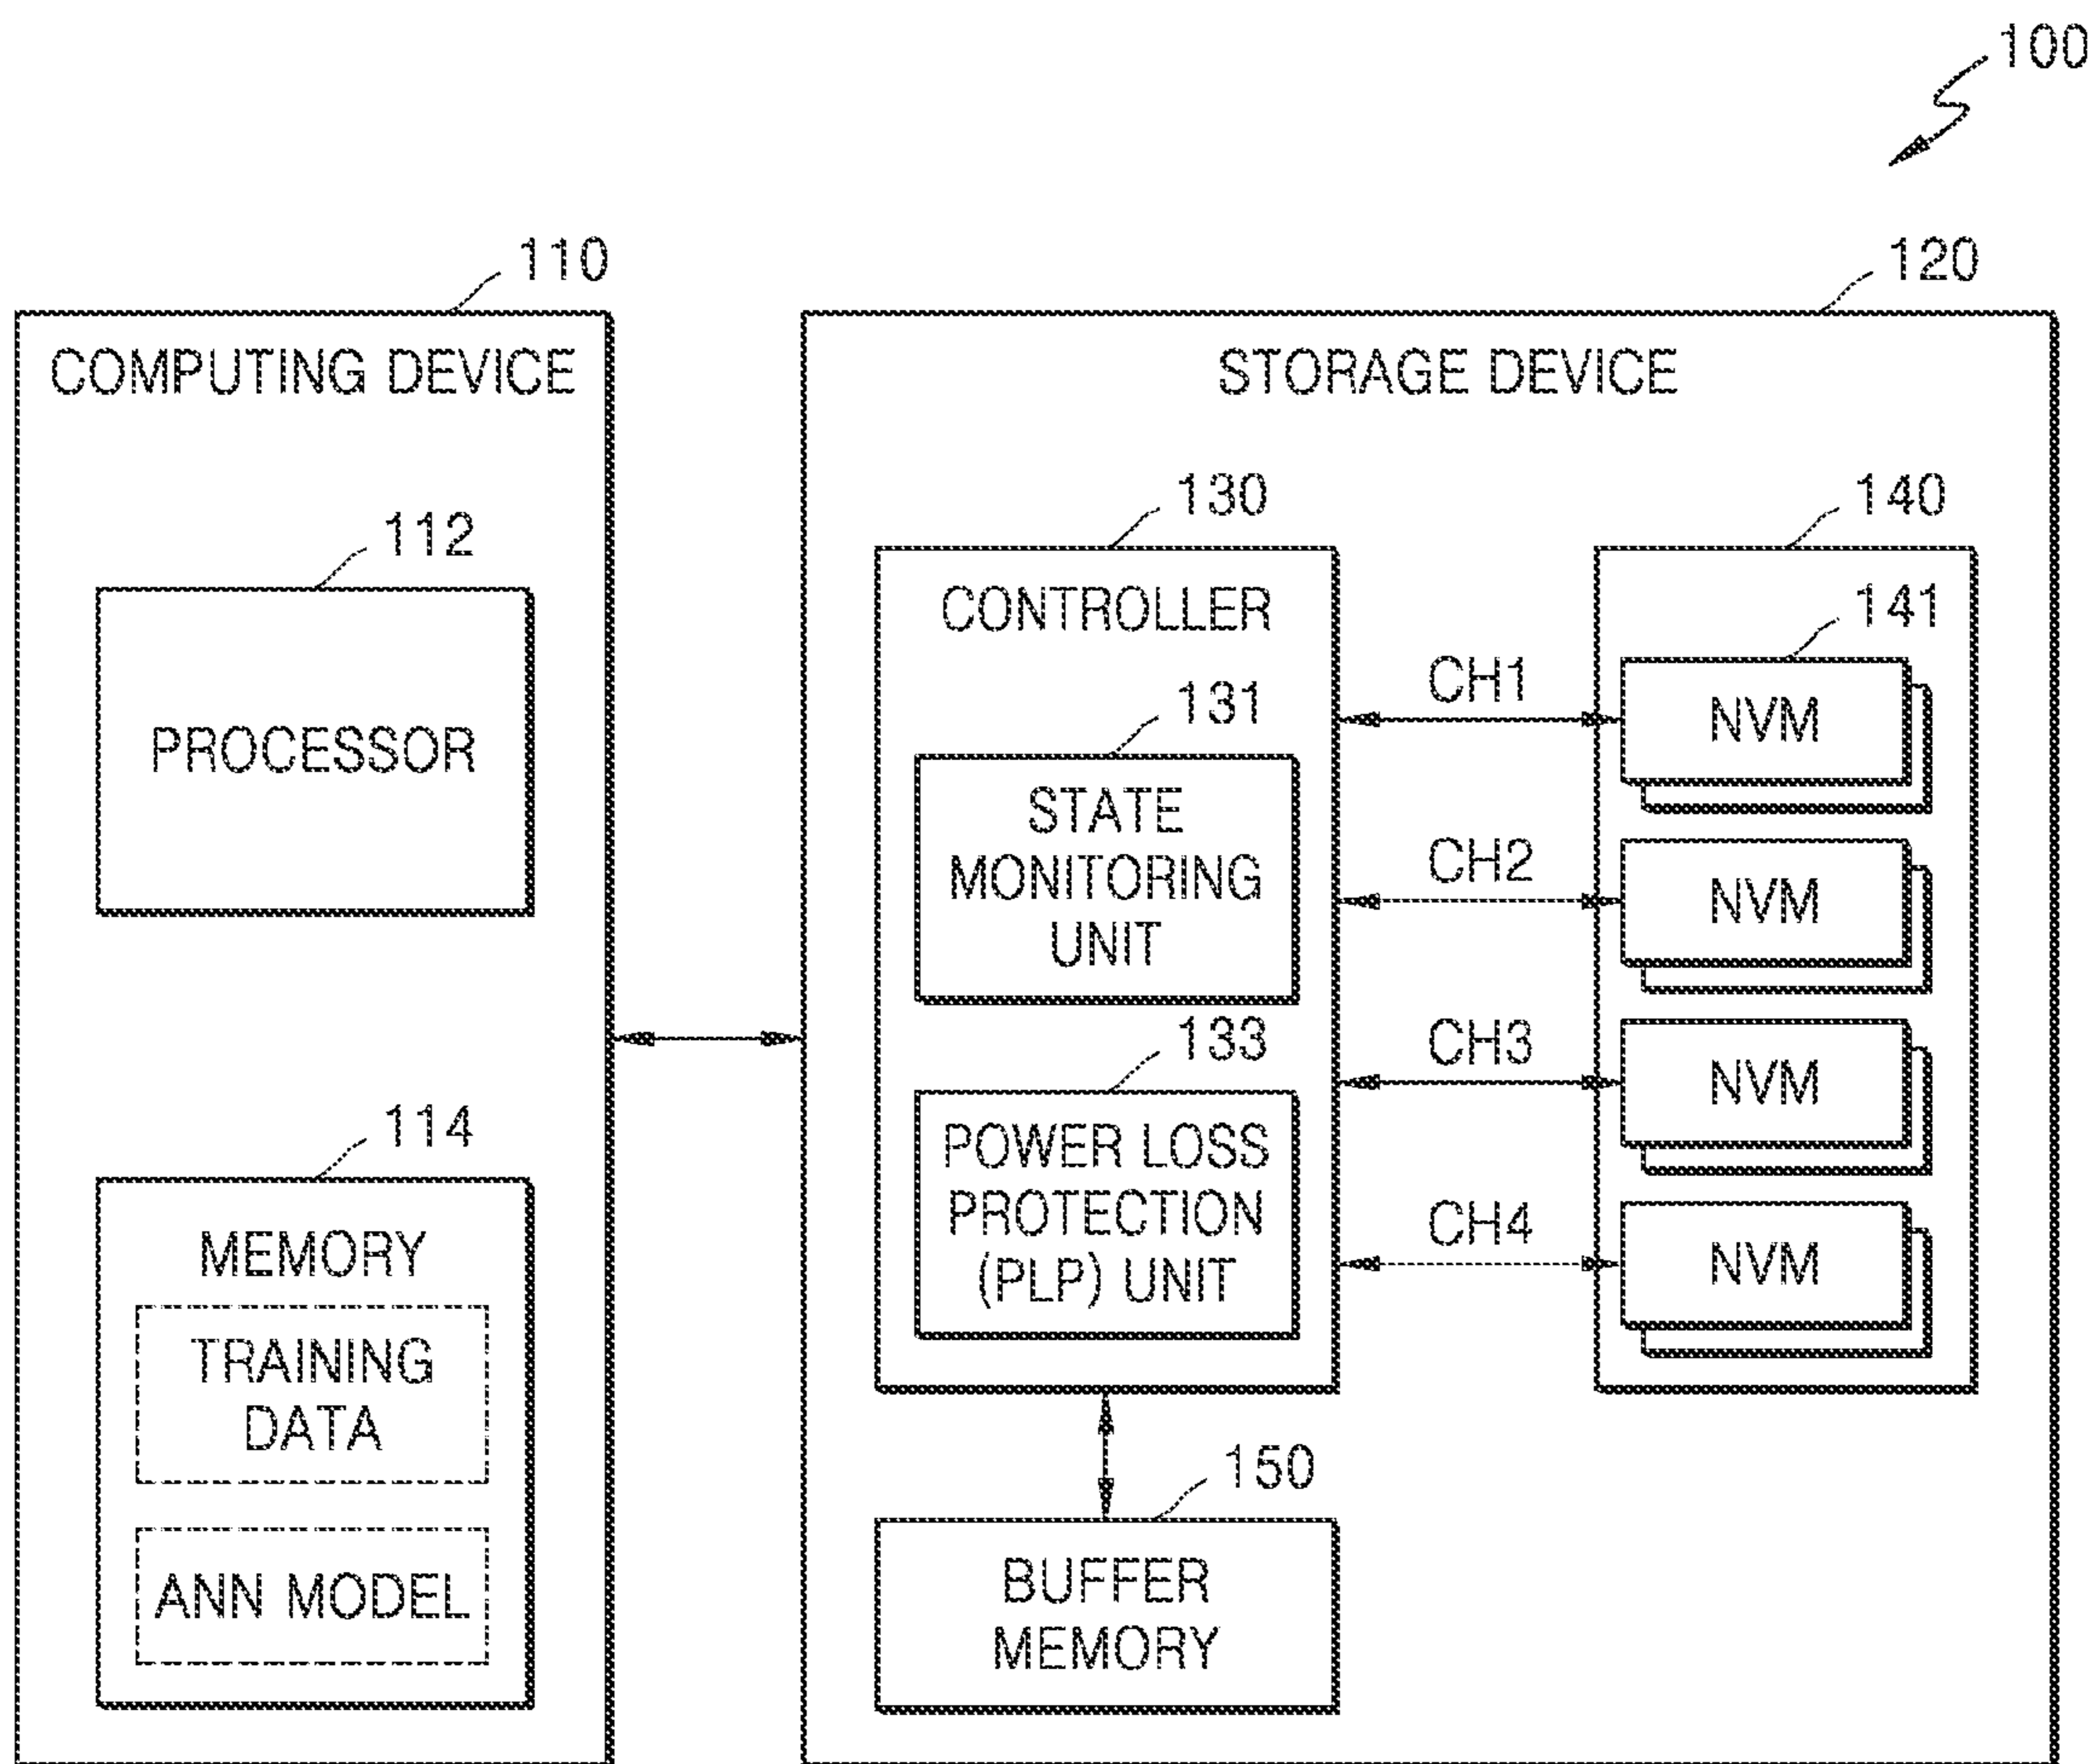 100
110
120
COMPUTING DEVICE
STORAGE DEVICE
112
PROCESSOR
114
MEMORY
TRAINING
DATA
ANN MODEL
130
CONTROLLER
131
STATE
MONITORING
UNIT
133
POWER LOSS
PROTECTION
(PLP) UNIT
CH1
CH2
CH3
CH4
140
141
NVM
NVM
NVM
NVM
150
BUFFER
MEMORY